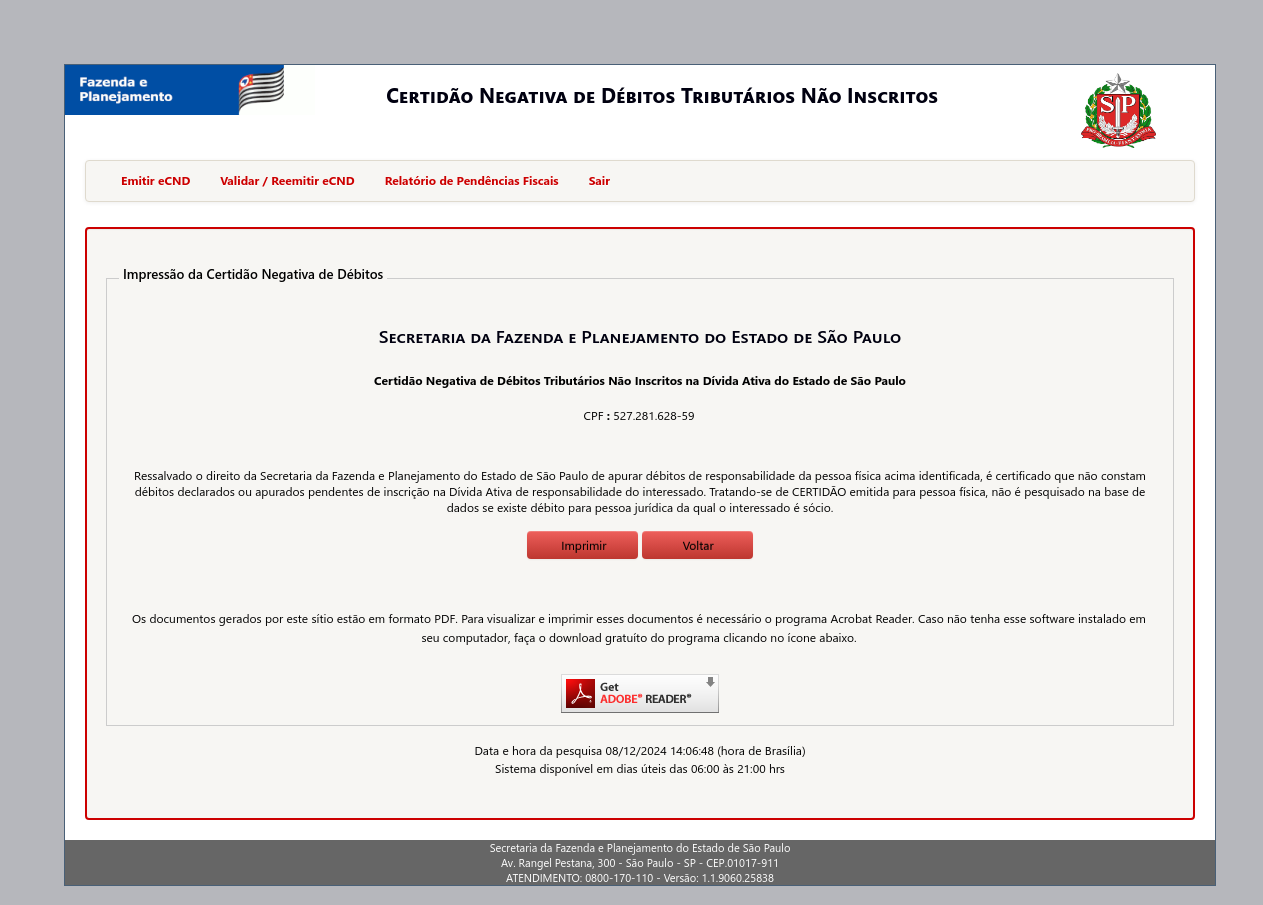 Fazenda e
Planejamento
Certidão Negativa de Débitos Tributários Não Inscritos
SP
Emitir eCND Validar / Reemitir eCND Relatório de Pendências Fiscais Sair
Impressão da Certidão Negativa de Débitos
Secretaria da Fazenda e Planejamento do Estado de São Paulo
Certidão Negativa de Débitos Tributários Não Inscritos na Dívida Ativa do Estado de São Paulo
CPF : 527.281.628-59
Ressalvado o direito da Secretaria da Fazenda e Planejamento do Estado de São Paulo de apurar débitos de responsabilidade da pessoa física acima identificada, é certificado que não constam
débitos declarados ou apurados pendentes de inscrição na Dívida Ativa de responsabilidade do interessado. Tratando-se de CERTIDÃO emitida para pessoa física, não é pesquisado na base de
dados se existe débito para pessoa jurídica da qual o interessado é sócio.
Imprimir Voltar
Os documentos gerados por este sítio estão em formato PDF. Para visualizar e imprimir esses documentos é necessário o programa Acrobat Reader. Caso não tenha esse software instalado em
seu computador, faça o download gratuíto do programa clicando no ícone abaixo.
Get
ADOBE® READER®
Data e hora da pesquisa 08/12/2024 14:06:48 (hora de Brasília)
Sistema disponível em dias úteis das 06:00 às 21:00 hrs
Secretaria da Fazenda e Planejamento do Estado de São Paulo
Av. Rangel Pestana, 300 - São Paulo - SP - CEP.01017-911
ATENDIMENTO: 0800-170-110 - Versão: 1.1.9060.25838